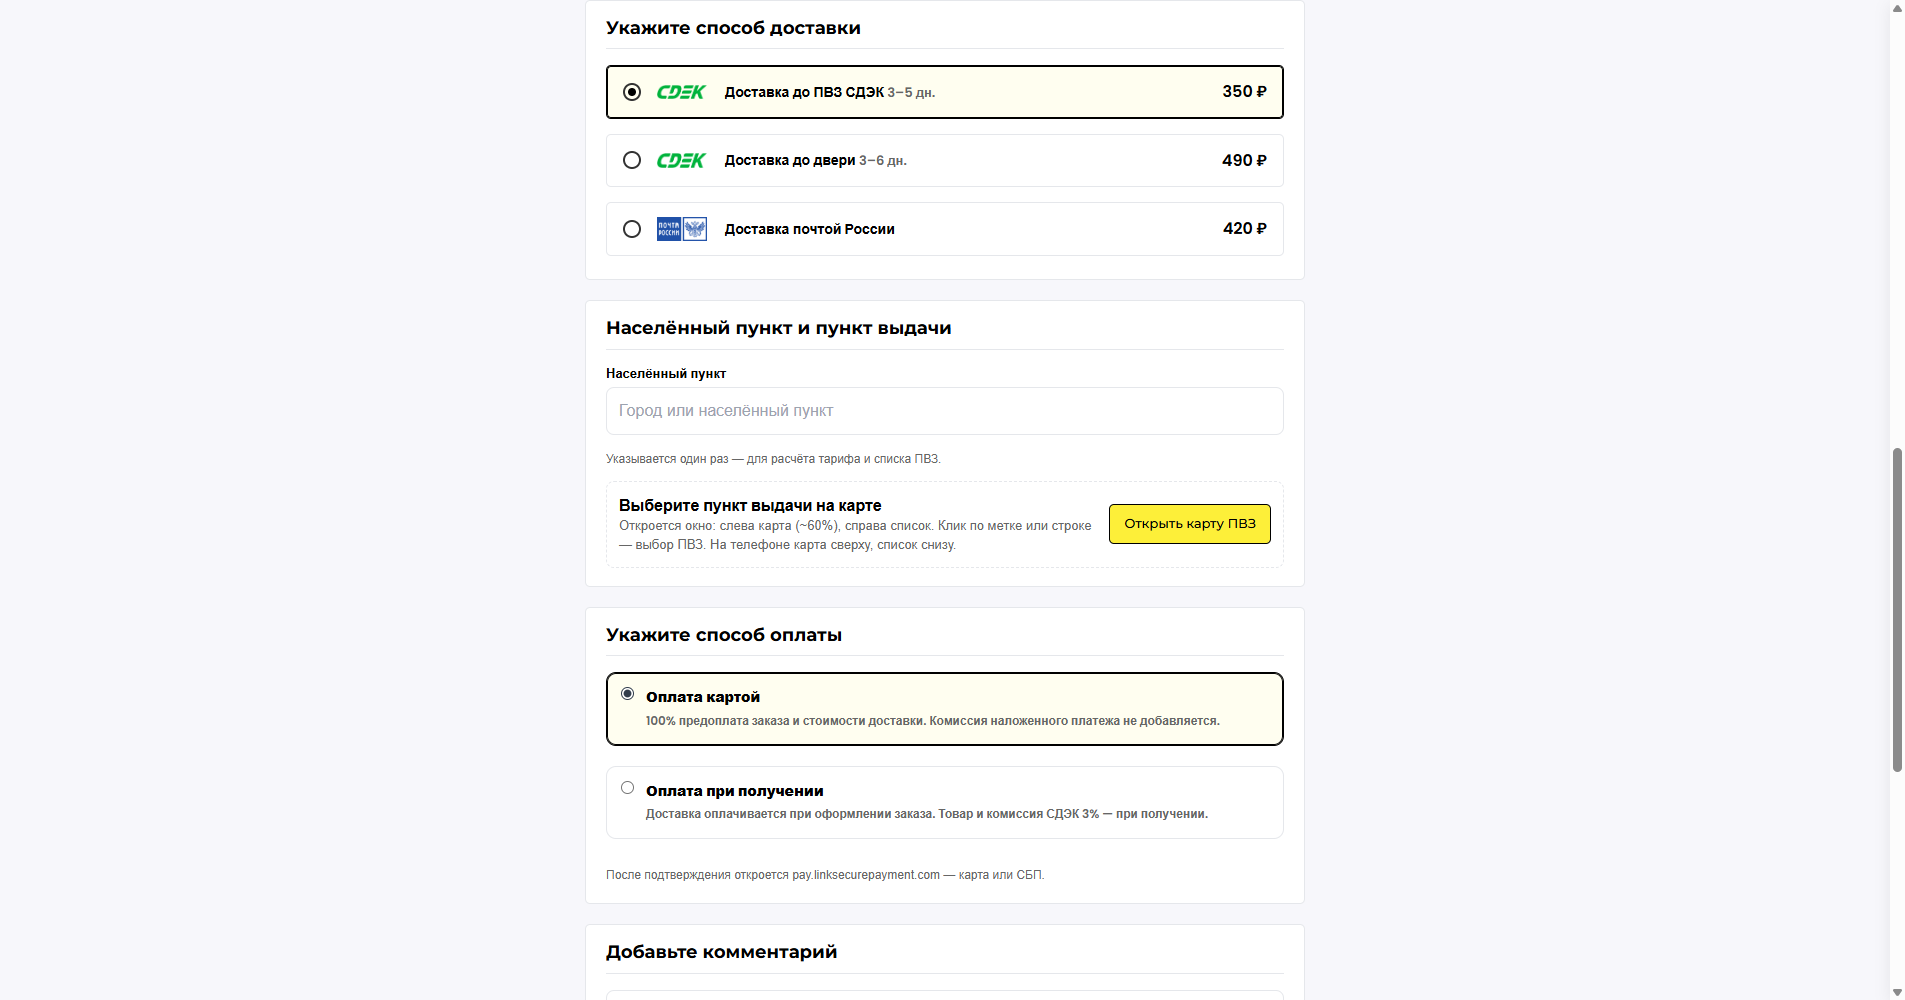 Укажите способ доставки
CDEK Доставка до ПВЗ СДЭК 3–5 дн. 350 ₽
CDEK Доставка до двери 3–6 дн. 490 ₽
ПОЧТА РОССИИ Доставка почтой России 420 ₽
Населённый пункт и пункт выдачи
Населённый пункт
Город или населённый пункт
Указывается один раз — для расчёта тарифа и списка ПВЗ.
Выберите пункт выдачи на карте
Откроется окно: слева карта (~60%), справа список. Клик по метке или строке
— выбор ПВЗ. На телефоне карта сверху, список снизу.
Открыть карту ПВЗ
Укажите способ оплаты
Оплата картой
100% предоплата заказа и стоимости доставки. Комиссия наложенного платежа не добавляется.
Оплата при получении
Доставка оплачивается при оформлении заказа. Товар и комиссия СДЭК 3% — при получении.
После подтверждения откроется pay.linksecurepayment.com — карта или СБП.
Добавьте комментарий